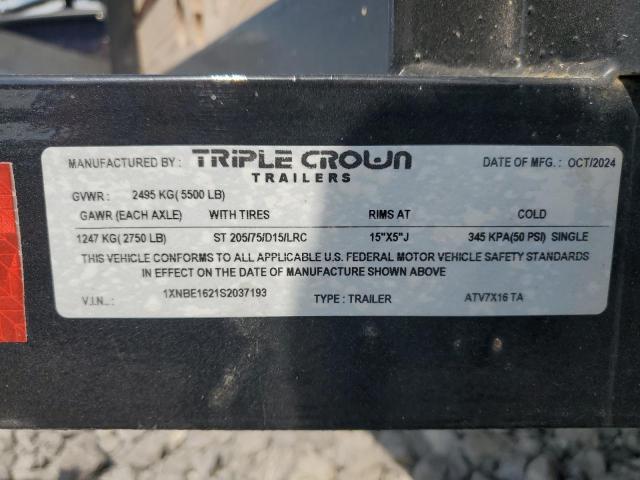 MANUFACTURED BY : TRIPLE CROWN DATE OF MFG. : OCT/2024
TRAILERS
GVWR : 2495 KG( 5500 LB)
GAWR (EACH AXLE) WITH TIRES RIMS AT COLD
1247 KG( 2750 LB) ST 205/75/D15/LRC 15"X5"J 345 KPA(50 PSI) SINGLE
THIS VEHICLE CONFORMS TO ALL APPLICABLE U.S. FEDERAL MOTOR VEHICLE SAFETY STANDARDS
IN EFFECT ON THE DATE OF MANUFACTURE SHOWN ABOVE
V.I.N.. : 1XNBE1621S2037193 TYPE : TRAILER ATV7X16 TA